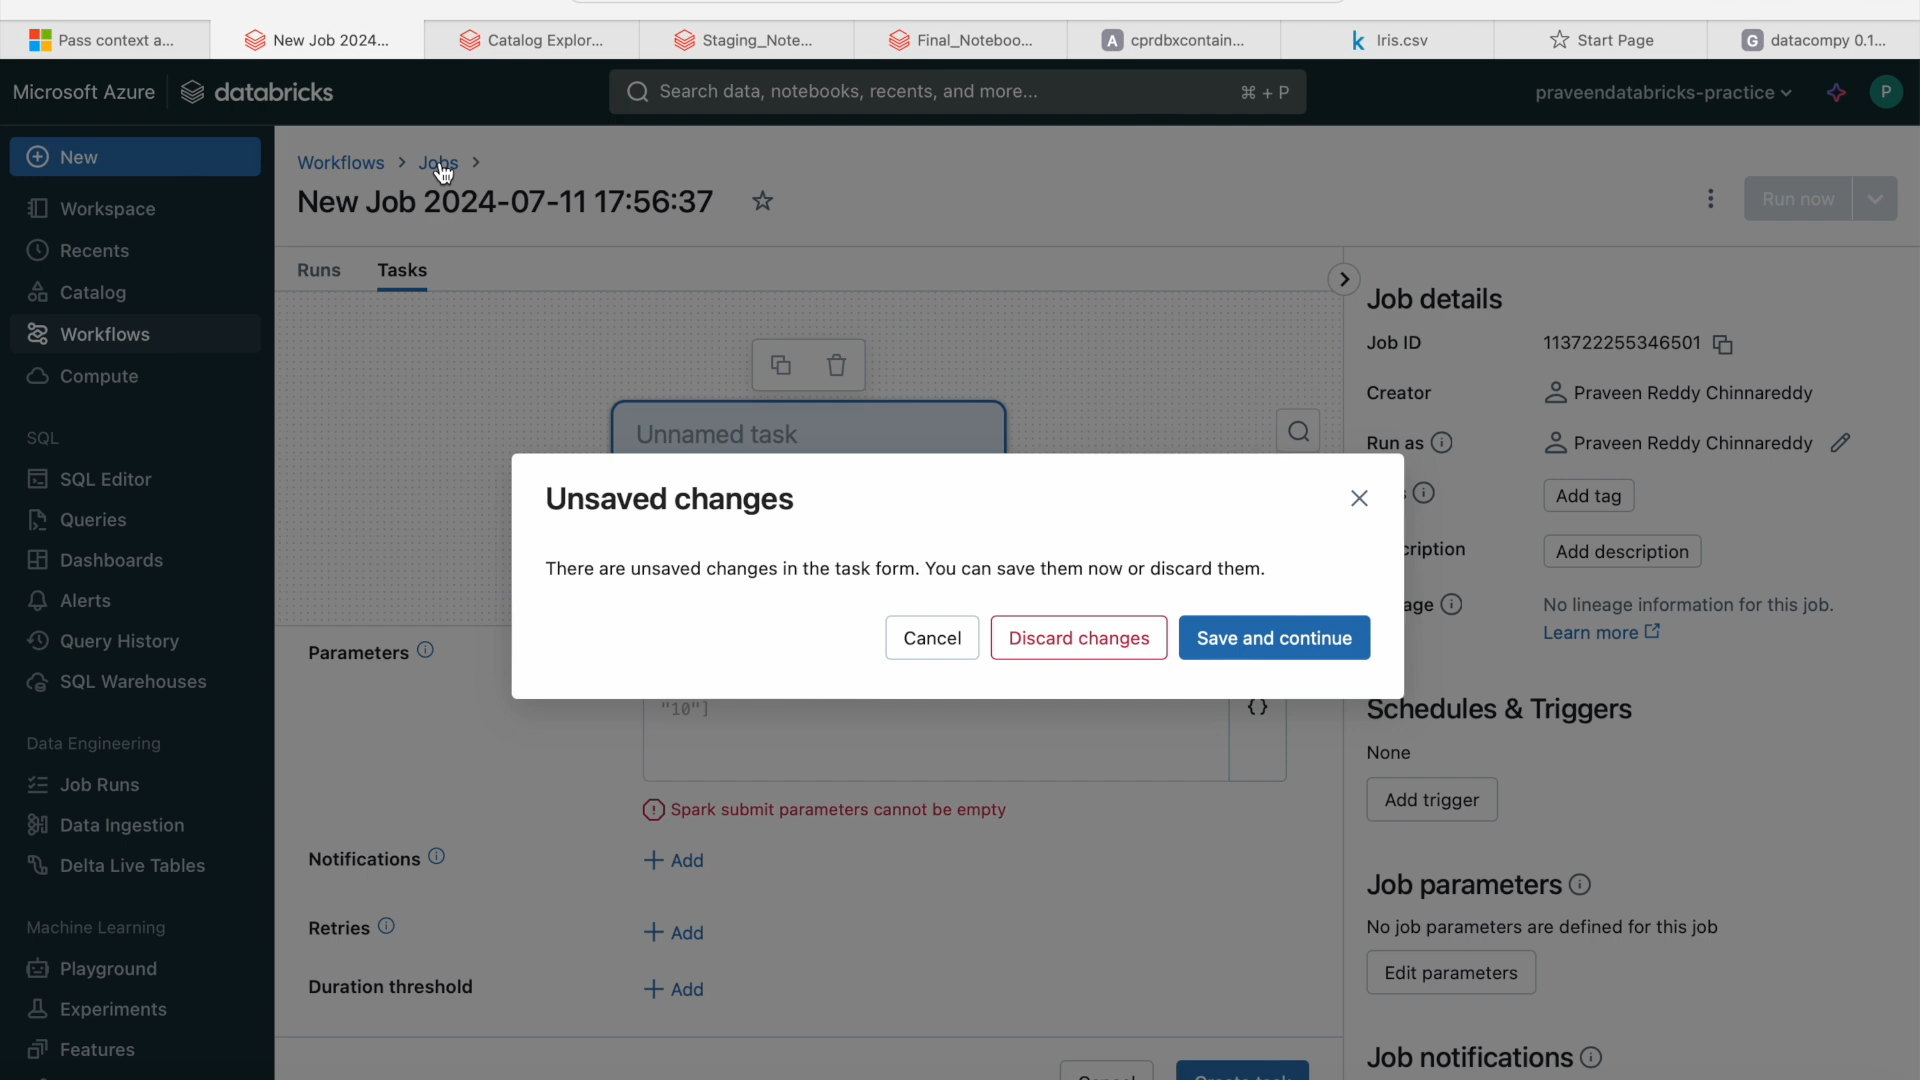 Pass context a...
New Job 2024...
Catalog Explor...
Staging_Note...
Final_Noteboo...
A cprdbxcontain...
k Iris.csv
Start Page
G datacompy 0.1...
Microsoft Azure
databricks
Search data, notebooks, recents, and more... ⌘ + P
praveendatabricks-practice
P
New
Workspace
Recents
Catalog
Workflows
Compute
SQL
SQL Editor
Queries
Dashboards
Alerts
Query History
SQL Warehouses
Data Engineering
Job Runs
Data Ingestion
Delta Live Tables
Machine Learning
Playground
Experiments
Features
Workflows > Jobs >
New Job 2024-07-11 17:56:37
Run now
Runs Tasks
Unnamed task
Unsaved changes
There are unsaved changes in the task form. You can save them now or discard them.
Cancel Discard changes Save and continue
Parameters
"10"]
{}
Spark submit parameters cannot be empty
Notifications + Add
Retries + Add
Duration threshold + Add
Job details
Job ID 113722255346501
Creator Praveen Reddy Chinnareddy
Run as Praveen Reddy Chinnareddy
Add tag
cription Add description
age No lineage information for this job.
Learn more
Schedules & Triggers
None
Add trigger
Job parameters
No job parameters are defined for this job
Edit parameters
Job notifications